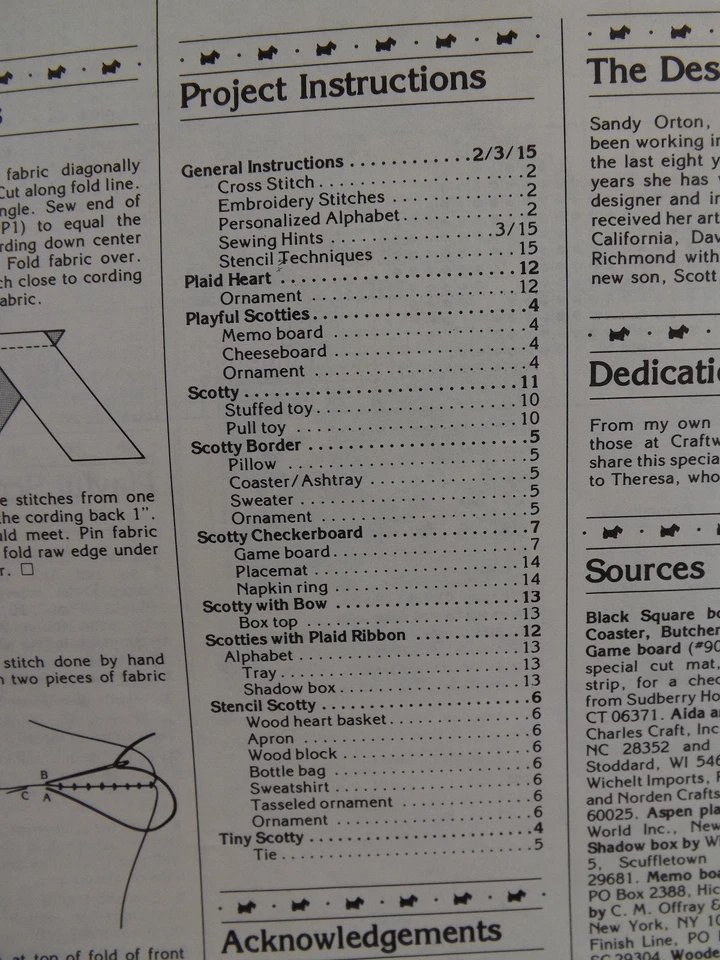 s
fabric diagonally
Cut along fold line.
ngle. Sew end of
P1) to equal the
rding down center
Fold fabric over.
ch close to cording
abric.
e stitches from one
the cording back 1".
uld meet. Pin fabric
fold raw edge under
r. □
stitch done by hand
n two pieces of fabric
B
C A
at top of fold of front
Project Instructions
General Instructions . . . . . . . . . . . .2/3/15
Cross Stitch . . . . . . . . . . . . . . . . . . . . .2
Embroidery Stitches . . . . . . . . . . . . . .2
Personalized Alphabet . . . . . . . . . . . . .2
Sewing Hints . . . . . . . . . . . . . . . . .3/15
Stencil Techniques . . . . . . . . . . . . . .15
Plaid Heart . . . . . . . . . . . . . . . . . . . .12
Ornament . . . . . . . . . . . . . . . . . . . .12
Playful Scotties . . . . . . . . . . . . . . . . . .4
Memo board . . . . . . . . . . . . . . . . . . .4
Cheeseboard . . . . . . . . . . . . . . . . . . .4
Ornament . . . . . . . . . . . . . . . . . . . . .4
Scotty . . . . . . . . . . . . . . . . . . . . . . . .11
Stuffed toy . . . . . . . . . . . . . . . . . . . .10
Pull toy . . . . . . . . . . . . . . . . . . . . . .10
Scotty Border . . . . . . . . . . . . . . . . . . .5
Pillow . . . . . . . . . . . . . . . . . . . . . . . .5
Coaster/Ashtray . . . . . . . . . . . . . . . . .5
Sweater . . . . . . . . . . . . . . . . . . . . . . .5
Ornament . . . . . . . . . . . . . . . . . . . . .5
Scotty Checkerboard . . . . . . . . . . . . . .7
Game board . . . . . . . . . . . . . . . . . . . .7
Placemat . . . . . . . . . . . . . . . . . . . . .14
Napkin ring . . . . . . . . . . . . . . . . . . .14
Scotty with Bow . . . . . . . . . . . . . . . .13
Box top . . . . . . . . . . . . . . . . . . . . . .13
Scotties with Plaid Ribbon . . . . . . . . .12
Alphabet . . . . . . . . . . . . . . . . . . . . .13
Tray . . . . . . . . . . . . . . . . . . . . . . . .13
Shadow box . . . . . . . . . . . . . . . . . . .13
Stencil Scotty . . . . . . . . . . . . . . . . . . .6
Wood heart basket . . . . . . . . . . . . . . .6
Apron . . . . . . . . . . . . . . . . . . . . . . . .6
Wood block . . . . . . . . . . . . . . . . . . . .6
Bottle bag . . . . . . . . . . . . . . . . . . . . .6
Sweatshirt . . . . . . . . . . . . . . . . . . . . .6
Tasseled ornament . . . . . . . . . . . . . . .6
Ornament . . . . . . . . . . . . . . . . . . . . .6
Tiny Scotty . . . . . . . . . . . . . . . . . . . . .4
Tie . . . . . . . . . . . . . . . . . . . . . . . . . .5
Acknowledgements
The Des
Sandy Orton,
been working in
the last eight y
years she has
designer and in
received her art
California, Dav
Richmond with
new son, Scott
Dedicatio
From my own
those at Craftw
share this specia
to Theresa, who
Sources
Black Square bo
Coaster, Butcher
Game board (#90
special cut mat,
strip, for a chec
from Sudberry Ho
CT 06371. Aida a
Charles Craft, Inc
NC 28352 and
Stoddard, WI 546
Wichelt Imports,
and Norden Crafts
60025. Aspen pla
World Inc., New
Shadow box by W
5, Scuffletown
29681. Memo boa
PO Box 2388, Hic
by C. M. Offray &
New York, NY 10
Finish Line, PO
SC 29304. Woode